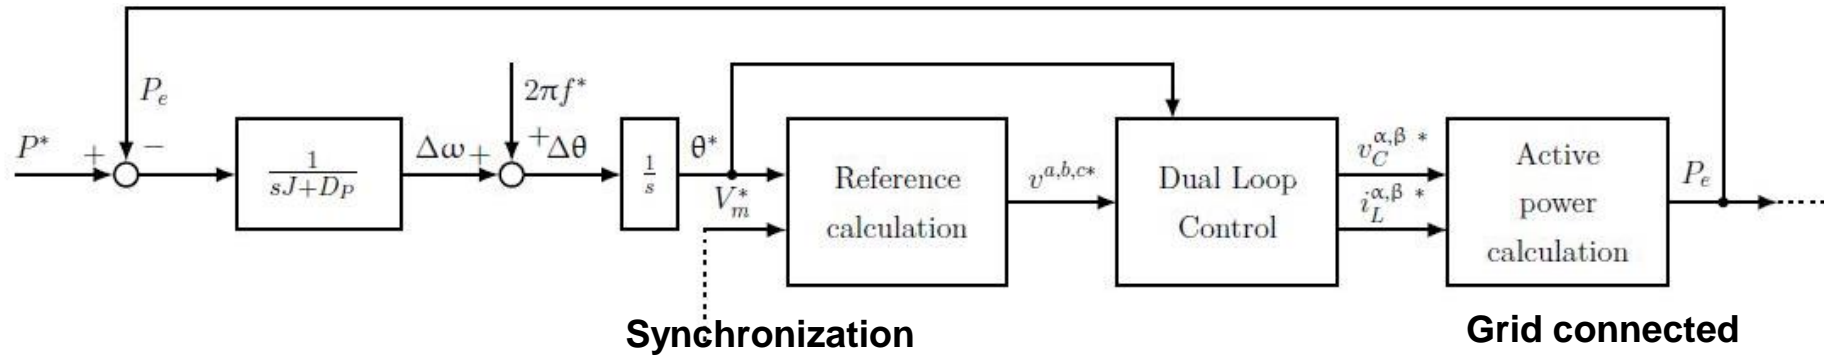 P_e
2πf*
P* + −
1/(sJ+D_P)
Δω + + Δθ
1/s
θ*
V_m^*
Reference
calculation
v^{a,b,c*}
Dual Loop
Control
v_C^{α,β *}
i_L^{α,β *}
Active
power
calculation
P_e
Synchronization
Grid connected